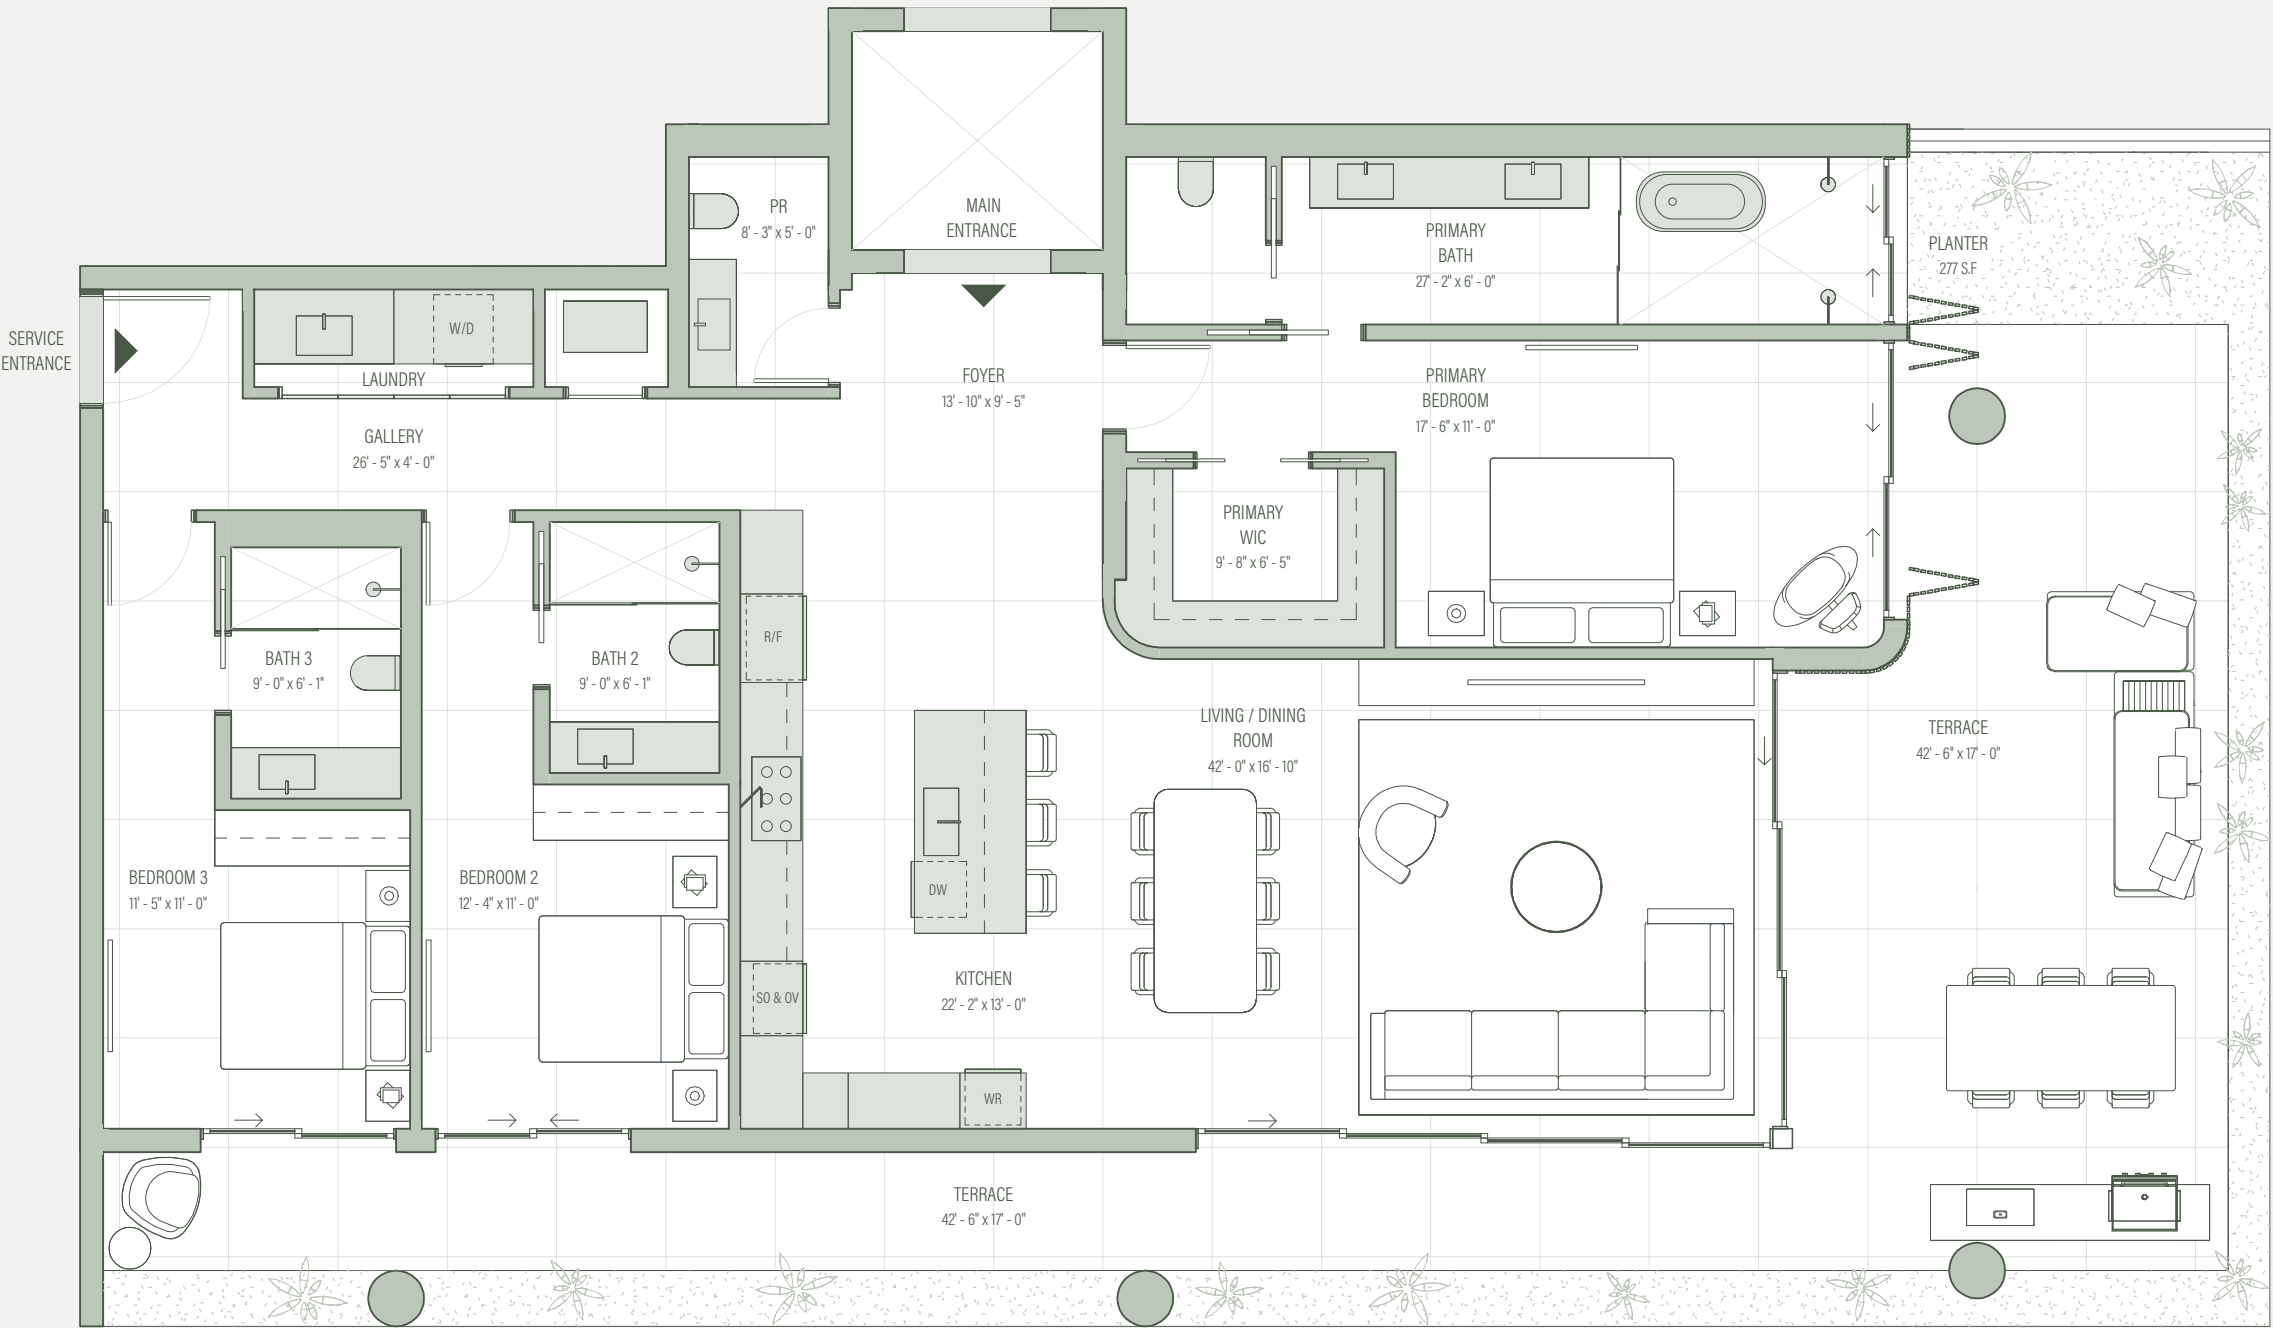 MAIN
ENTRANCE
PR
8' - 3" x 5' - 0"
PRIMARY
BATH
27' - 2" x 6' - 0"
PLANTER
277 S.F
SERVICE
ENTRANCE
W/D
LAUNDRY
FOYER
13' - 10" x 9' - 5"
PRIMARY
BEDROOM
17' - 6" x 11' - 0"
GALLERY
26' - 5" x 4' - 0"
PRIMARY
WIC
9' - 8" x 6' - 5"
R/F
BATH 3
9' - 0" x 6' - 1"
BATH 2
9' - 0" x 6' - 1"
LIVING / DINING
ROOM
42' - 0" x 16' - 10"
TERRACE
42' - 6" x 17' - 0"
BEDROOM 3
11' - 5" x 11' - 0"
BEDROOM 2
12' - 4" x 11' - 0"
DW
SO & OV
KITCHEN
22' - 2" x 13' - 0"
WR
TERRACE
42' - 6" x 17' - 0"